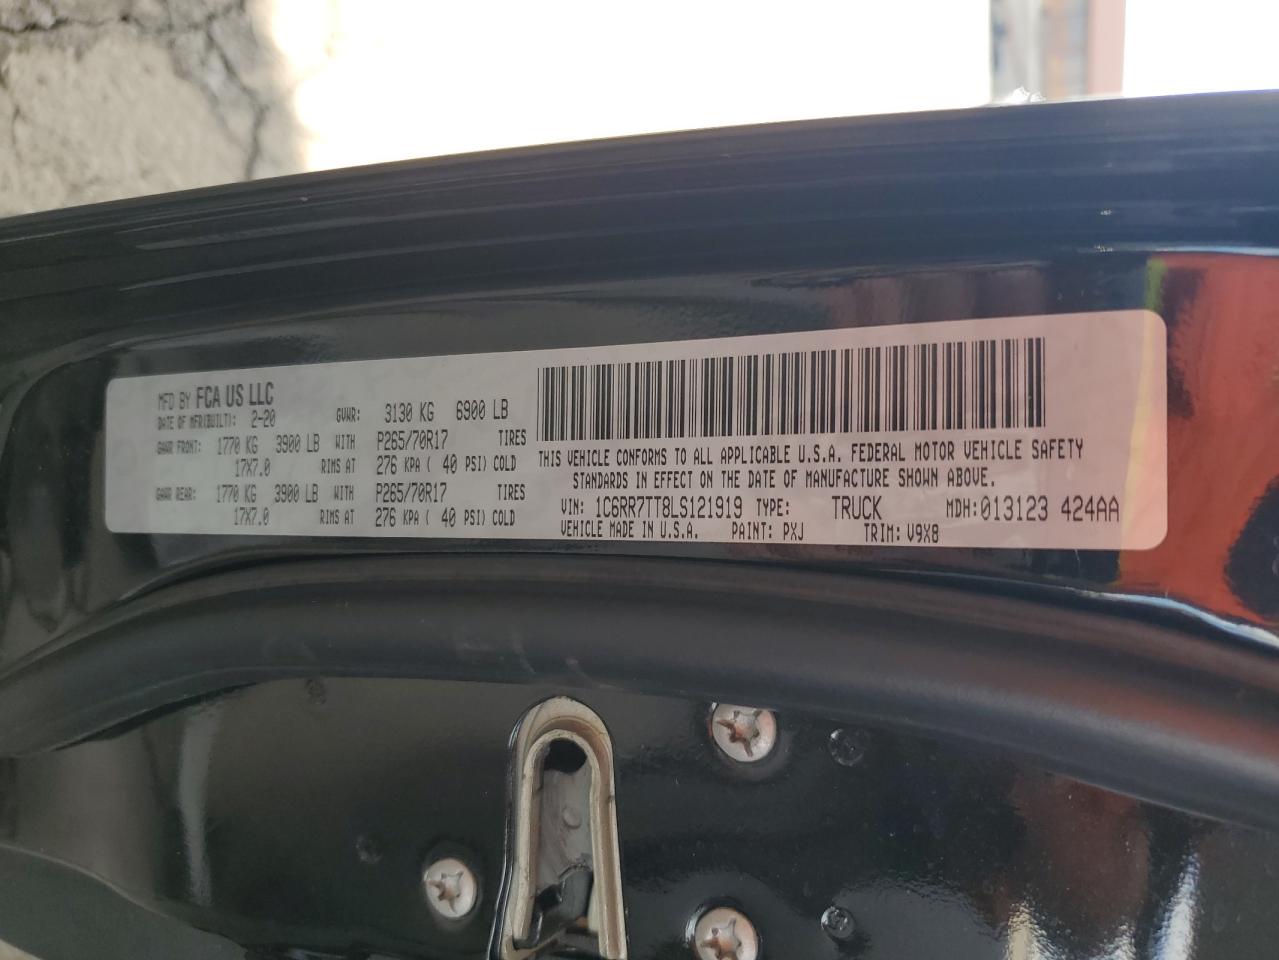 MFD BY FCA US LLC
DATE OF MFR(BUILT): 2-20 GVWR: 3130 KG 6900 LB
GAWR FRONT: 1770 KG 3900 LB WITH P265/70R17 TIRES
17X7.0 RIMS AT 276 KPA ( 40 PSI) COLD
GAWR REAR: 1770 KG 3900 LB WITH P265/70R17 TIRES
17X7.0 RIMS AT 276 KPA ( 40 PSI) COLD
THIS VEHICLE CONFORMS TO ALL APPLICABLE U.S.A. FEDERAL MOTOR VEHICLE SAFETY
STANDARDS IN EFFECT ON THE DATE OF MANUFACTURE SHOWN ABOVE.
VIN: 1C6RR7TT8LS121919 TYPE: TRUCK MDH:013123 424AA
VEHICLE MADE IN U.S.A. PAINT: PXJ TRIM: V9X8